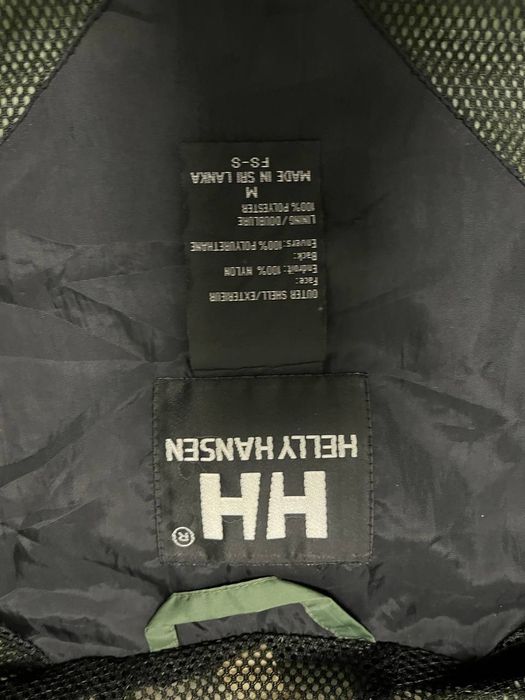 HH®
HELLY HANSEN
OUTER SHELL/EXTERIEUR
Face:
Endroit: 100% NYLON
Back:
Envers: 100% POLYURETHANE
LINING/DOUBLURE
100% POLYESTER
M
MADE IN SRI LANKA
FS-S